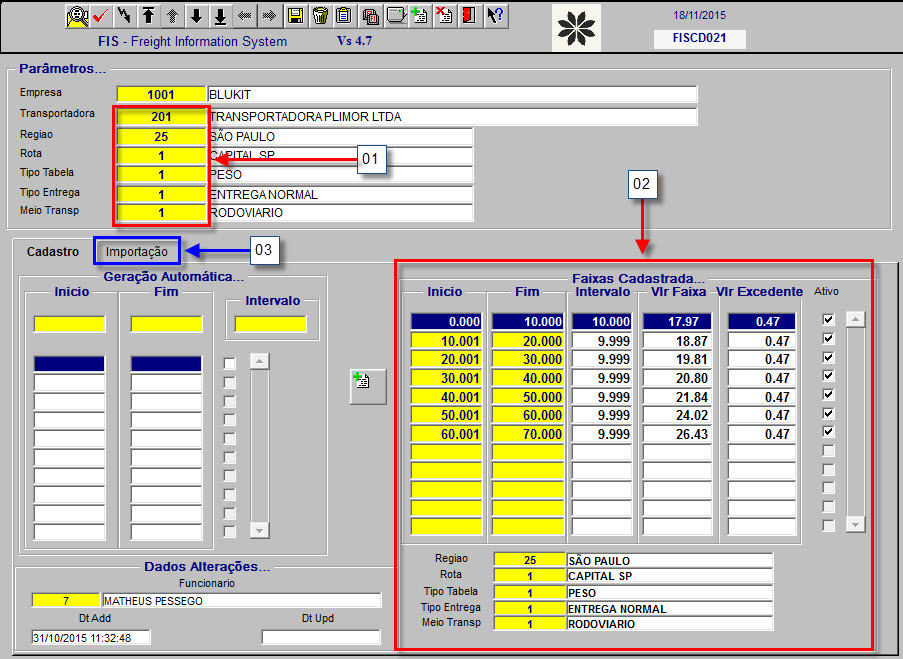 18/11/2015
FIS - Freight Information System Vs 4.7 FISCD021
Parâmetros...
Empresa 1001 BLUKIT
Transportadora 201 TRANSPORTADORA PLIMOR LTDA
Regiao 25 SÃO PAULO
Rota 1 CAPITAL SP 01
Tipo Tabela 1 PESO
Tipo Entrega 1 ENTREGA NORMAL 02
Meio Transp 1 RODOVIARIO
Cadastro Importação 03
Geração Automática...
Inicio Fim Intervalo
Faixas Cadastrada...
Inicio Fim Intervalo Vlr Faixa Vlr Excedente Ativo
0.000 10.000 10.000 17.97 0.47
10.001 20.000 9.999 18.87 0.47
20.001 30.000 9.999 19.81 0.47
30.001 40.000 9.999 20.80 0.47
40.001 50.000 9.999 21.84 0.47
50.001 60.000 9.999 24.02 0.47
60.001 70.000 9.999 26.43 0.47
Regiao 25 SÃO PAULO
Rota 1 CAPITAL SP
Tipo Tabela 1 PESO
Tipo Entrega 1 ENTREGA NORMAL
Meio Transp 1 RODOVIARIO
Dados Alterações...
Funcionario
7 MATHEUS PESSEGO
Dt Add Dt Upd
31/10/2015 11:32:48